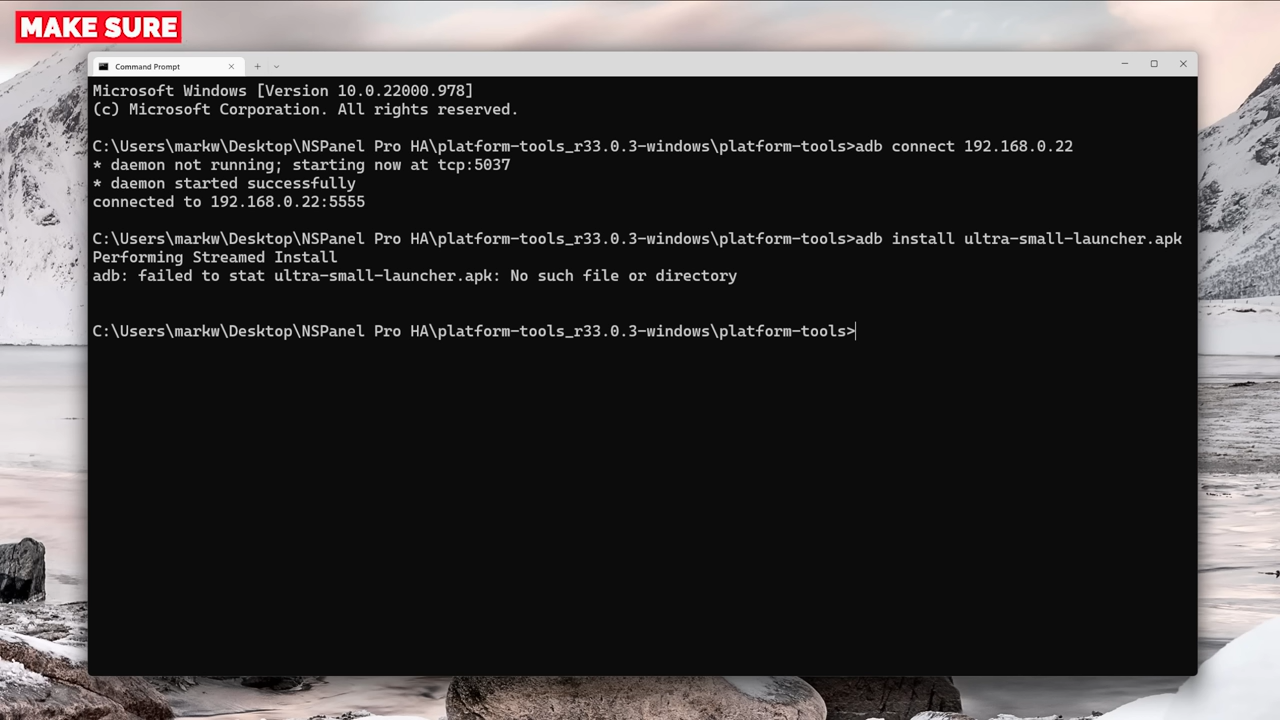 MAKE SURE
Command Prompt
Microsoft Windows [Version 10.0.22000.978]
(c) Microsoft Corporation. All rights reserved.
C:\Users\markw\Desktop\NSPanel Pro HA\platform-tools_r33.0.3-windows\platform-tools>adb connect 192.168.0.22
* daemon not running; starting now at tcp:5037
* daemon started successfully
connected to 192.168.0.22:5555
C:\Users\markw\Desktop\NSPanel Pro HA\platform-tools_r33.0.3-windows\platform-tools>adb install ultra-small-launcher.apk
Performing Streamed Install
adb: failed to stat ultra-small-launcher.apk: No such file or directory
C:\Users\markw\Desktop\NSPanel Pro HA\platform-tools_r33.0.3-windows\platform-tools>